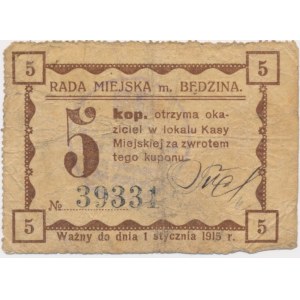 5 5
RADA MIEJSKA m. BĘDZINA.
5 kop. otrzyma oka-
ziciel w lokalu Kasy
Miejskiej za zwrotem
tego kuponu.
№ 39331
5 5
Ważny do dnia 1 stycznia 1918 r.